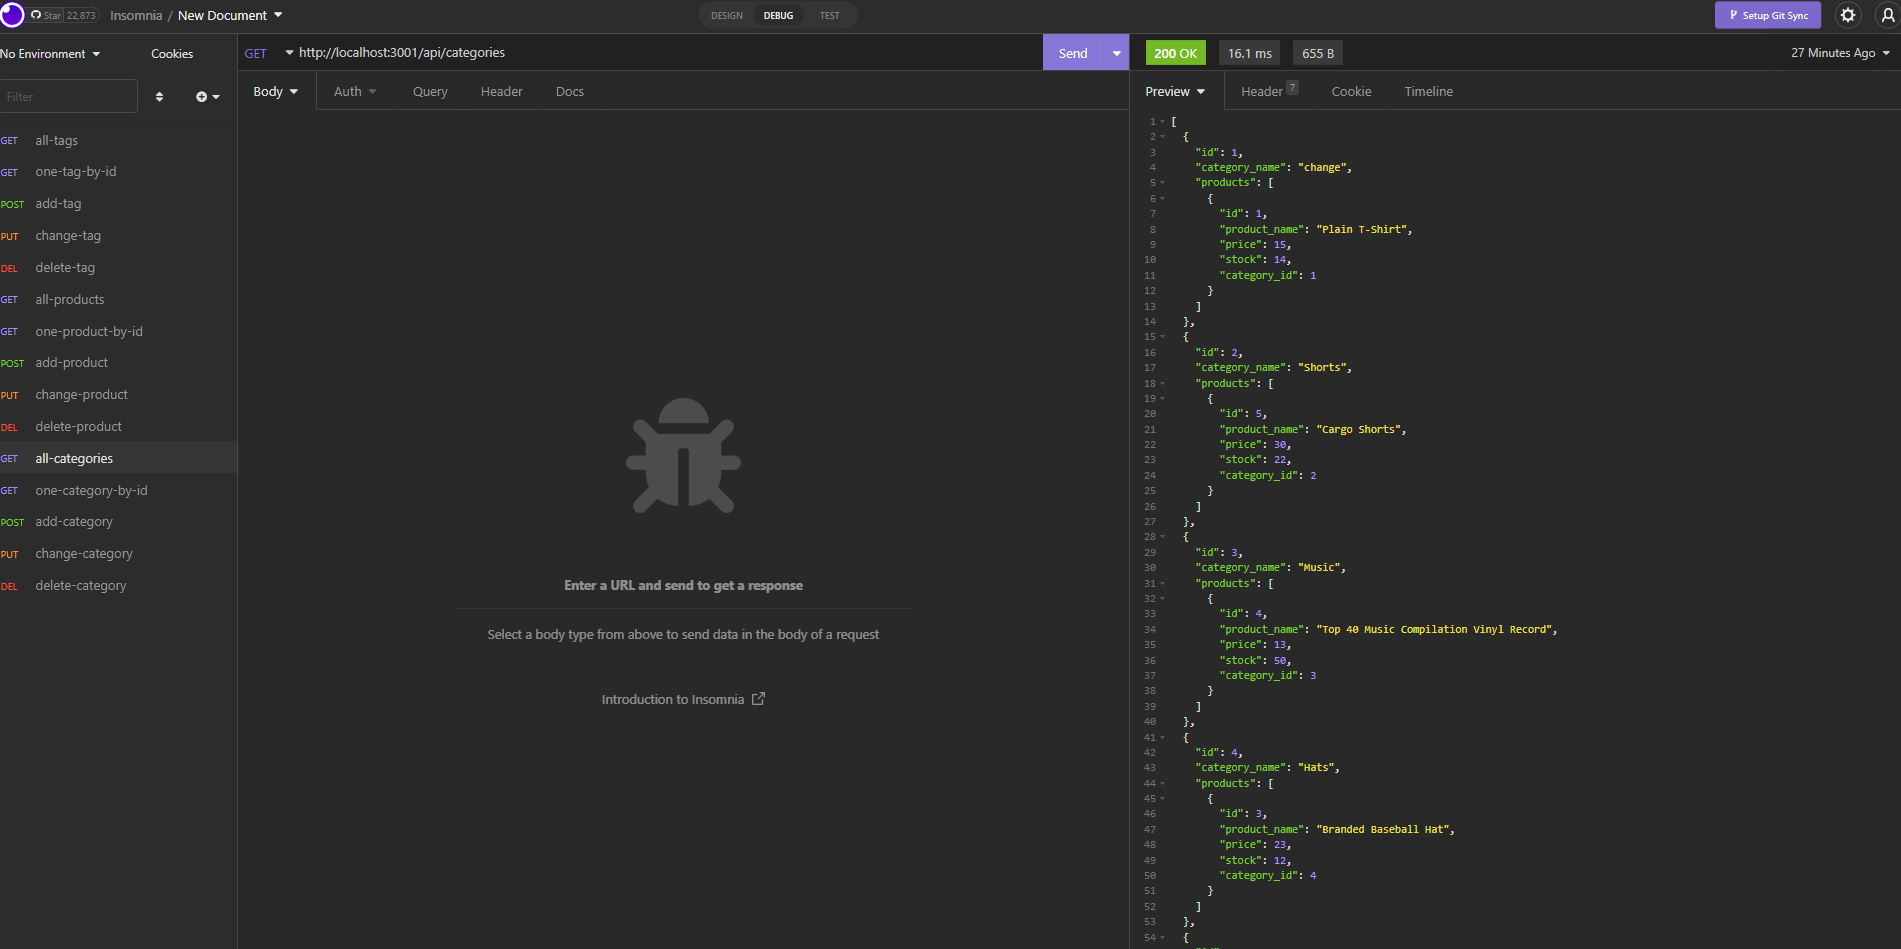 Star 22,873 Insomnia / New Document DESIGN DEBUG TEST Setup Git Sync
No Environment Cookies GET http://localhost:3001/api/categories Send 200 OK 16.1 ms 655 B 27 Minutes Ago
Filter
Body Auth Query Header Docs
Preview Header 7 Cookie Timeline
GET all-tags
GET one-tag-by-id
POST add-tag
PUT change-tag
DEL delete-tag
GET all-products
GET one-product-by-id
POST add-product
PUT change-product
DEL delete-product
GET all-categories
GET one-category-by-id
POST add-category
PUT change-category
DEL delete-category
Enter a URL and send to get a response
Select a body type from above to send data in the body of a request
Introduction to Insomnia
1 [
2 {
3 "id": 1,
4 "category_name": "change",
5 "products": [
6 {
7 "id": 1,
8 "product_name": "Plain T-Shirt",
9 "price": 15,
10 "stock": 14,
11 "category_id": 1
12 }
13 ]
14 },
15 {
16 "id": 2,
17 "category_name": "Shorts",
18 "products": [
19 {
20 "id": 5,
21 "product_name": "Cargo Shorts",
22 "price": 30,
23 "stock": 22,
24 "category_id": 2
25 }
26 ]
27 },
28 {
29 "id": 3,
30 "category_name": "Music",
31 "products": [
32 {
33 "id": 4,
34 "product_name": "Top 40 Music Compilation Vinyl Record",
35 "price": 13,
36 "stock": 50,
37 "category_id": 3
38 }
39 ]
40 },
41 {
42 "id": 4,
43 "category_name": "Hats",
44 "products": [
45 {
46 "id": 3,
47 "product_name": "Branded Baseball Hat",
48 "price": 23,
49 "stock": 12,
50 "category_id": 4
51 }
52 ]
53 },
54 {